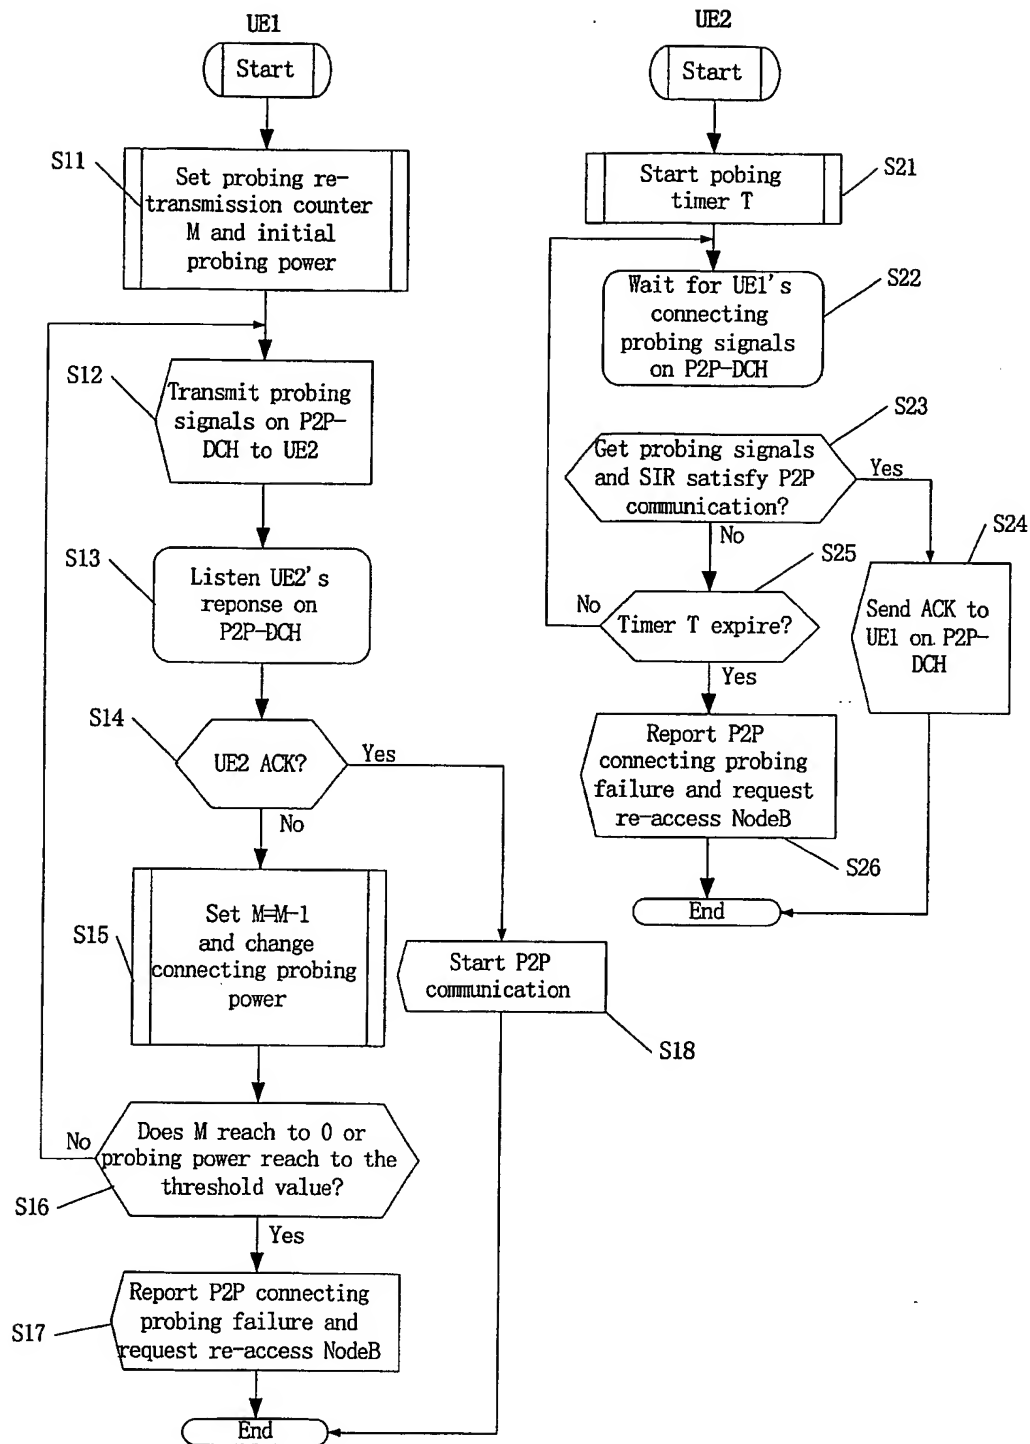 UE1
Start
S11
Set probing re-
transmission counter
M and initial
probing power
S12
Transmit probing
signals on P2P-
DCH to UE2
S13
Listen UE2's
reponse on
P2P-DCH
S14
UE2 ACK?
Yes
No
S15
Set M=M-1
and change
connecting probing
power
Start P2P
communication
S18
No
Does M reach to 0 or
probing power reach to the
threshold value?
S16
Yes
Report P2P connecting
probing failure and
request re-access NodeB
S17
End
UE2
Start
Start pobing
timer T
S21
Wait for UE1's
connecting
probing signals
on P2P-DCH
S22
S23
Get probing signals
and SIR satisfy P2P
communication?
Yes
No
S24
S25
No
Timer T expire?
Send ACK to
UE1 on P2P-
DCH
Yes
Report P2P
connecting probing
failure and request
re-access NodeB
S26
End